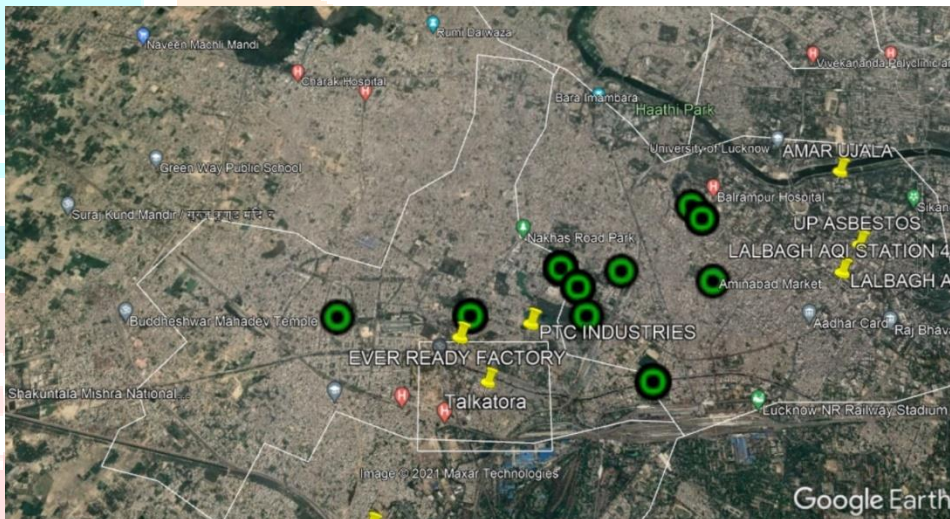 Rumi Darwaza
Naveen Machli Mandi
Vivekananda Polyclinic
Charak Hospital
Bara Imambara
Haathi Park
University of Lucknow
AMAR UJALA
Green Way Public School
Balrampur Hospital
Sikan
Suraj Kund Mandir /
UP ASBESTOS
Nakhas Road Park
LALBAGH AQI STATION 4
Aminabad Market
LALBAGH A
Buddheshwar Mahadev Temple
PTC INDUSTRIES
Aadhar Card
Raj Bhava
EVER READY FACTORY
Shakuntala Mishra National...
Talkatora
Lucknow NR Railway Stadium
Image © 2021 Maxar Technologies
Google Earth